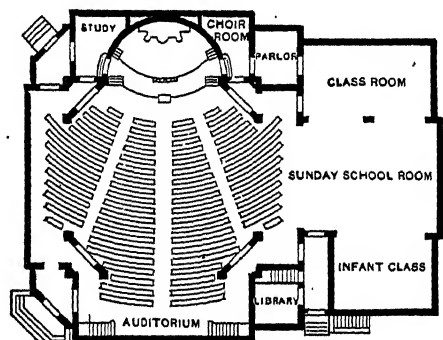 STUDY
CHOIR
ROOM
PARLOR
CLASS ROOM
SUNDAY SCHOOL ROOM
INFANT CLASS
LIBRARY
AUDITORIUM